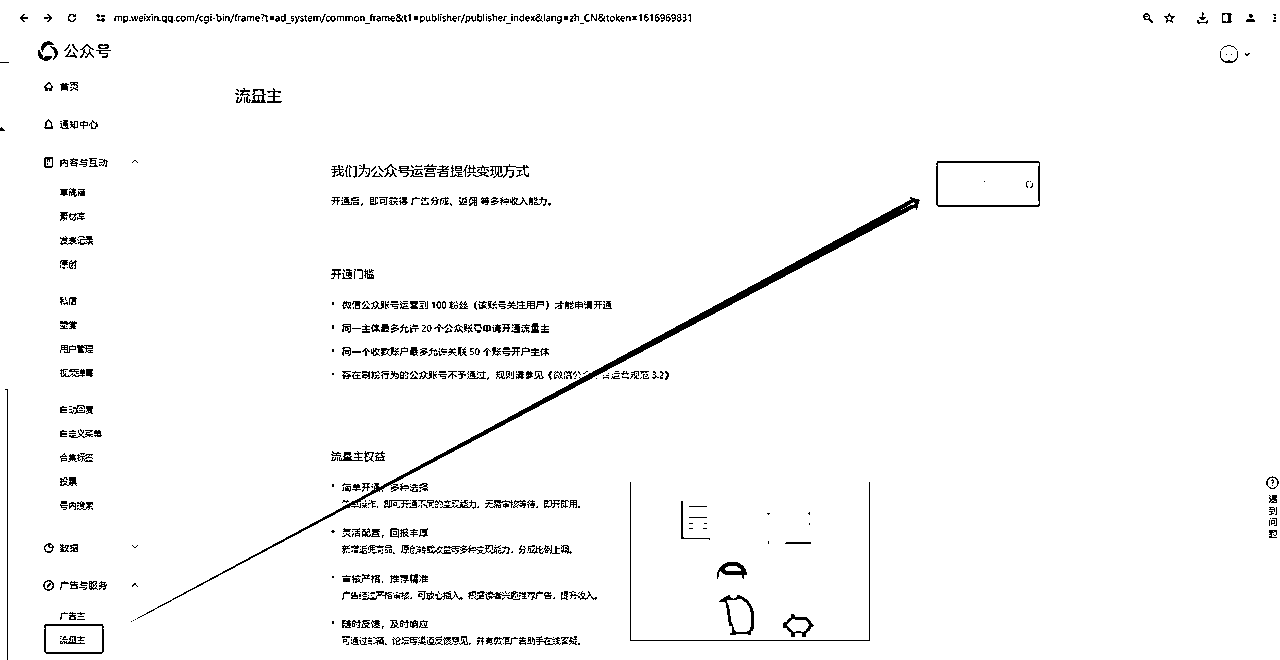 mp.weixin.qq.com/cgi-bin/frame?t=ad_system/common_frame&t1=publisher/publisher_index&lang=zh_CN&token=1616969831
公众号
首页
通知中心
内容与互动
草稿箱
素材库
发表记录
原创
私信
赞赏
用户管理
视频弹幕
自动回复
自定义菜单
合集标签
投票
号内搜索
数据
广告与服务
广告主
流量主
流量主
我们为公众号运营者提供变现方式
开通后，即可获得 广告分成、返佣 等多种收入能力。
开通门槛
微信公众账号运营到 100 粉丝（该账号关注用户）才能申请开通
同一主体最多允许 20 个公众账号申请开通流量主
同一个收款账户最多允许关联 50 个账号开户主体
存在刷粉行为的公众账号不予通过，规则请参见《微信公 运营规范 3.2》
流量主权益
简单开通，多种选择
简单操作，即可开通不同的变现能力，无需审核等待，即开即用。
灵活配置，回报丰厚
新增返佣商品、原创转载收益等多种变现能力，分成比例上调。
审核严格，推荐精准
广告经过严格审核，可放心插入。根据读者兴趣推荐广告，提升收入。
随时反馈，及时响应
可通过邮箱、论坛等渠道反馈意见，并有微信广告助手在线答疑。
遇到问题